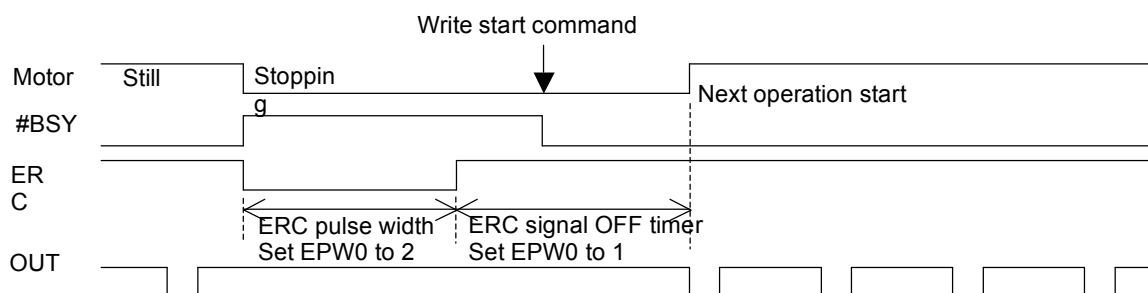 Write start command
Motor
Still
Stoppin
g
Next operation start
#BSY
ER
C
ERC pulse width
Set EPW0 to 2
ERC signal OFF timer
Set EPW0 to 1
OUT